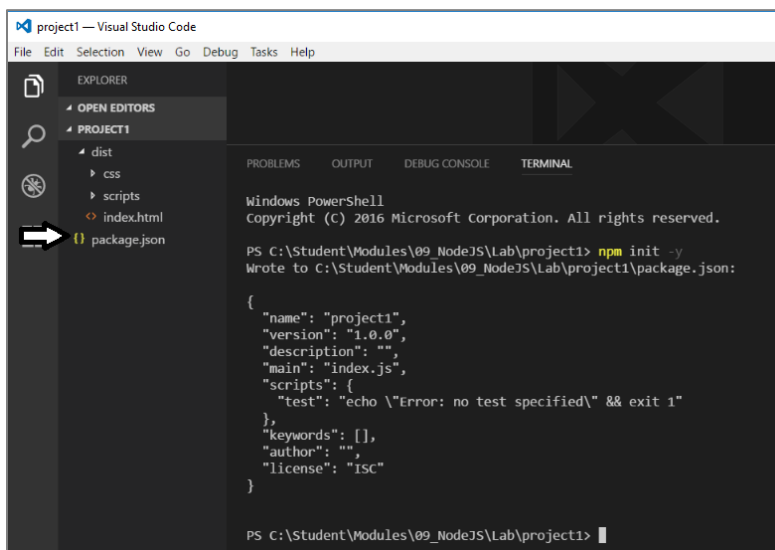 project1 — Visual Studio Code
File Edit Selection View Go Debug Tasks Help
EXPLORER
OPEN EDITORS
PROJECT1
dist
css
scripts
<> index.html
{} package.json
PROBLEMS OUTPUT DEBUG CONSOLE TERMINAL
Windows PowerShell
Copyright (C) 2016 Microsoft Corporation. All rights reserved.
PS C:\Student\Modules\09_NodeJS\Lab\project1> npm init -y
Wrote to C:\Student\Modules\09_NodeJS\Lab\project1\package.json:
{
  "name": "project1",
  "version": "1.0.0",
  "description": "",
  "main": "index.js",
  "scripts": {
    "test": "echo \"Error: no test specified\" && exit 1"
  },
  "keywords": [],
  "author": "",
  "license": "ISC"
}
PS C:\Student\Modules\09_NodeJS\Lab\project1>